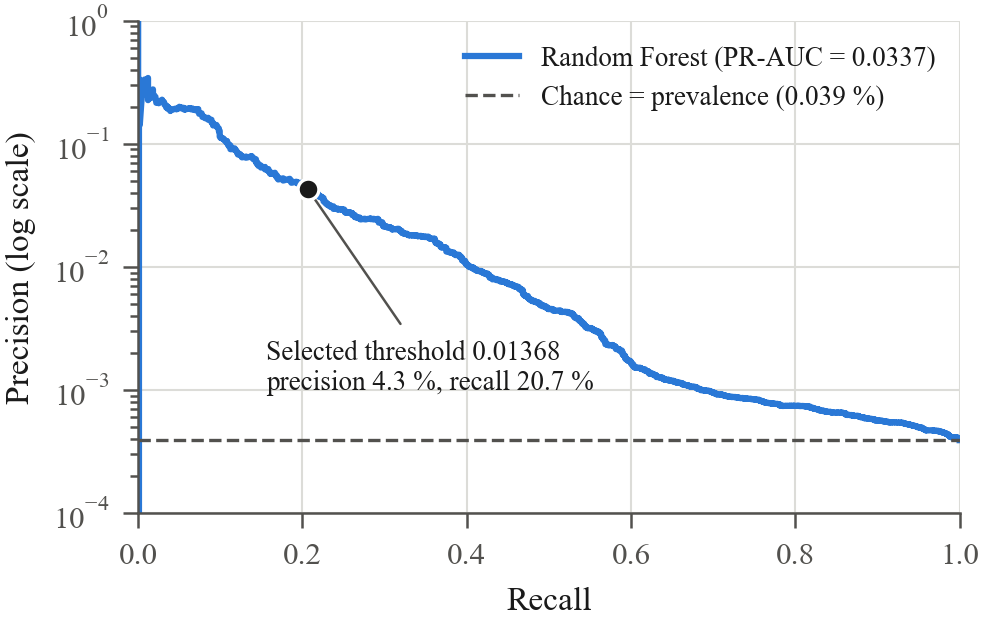 Random Forest (PR-AUC = 0.0337)
Chance = prevalence (0.039 %)
Selected threshold 0.01368
precision 4.3 %, recall 20.7 %
Precision (log scale)
10⁰
10⁻¹
10⁻²
10⁻³
10⁻⁴
0.0 0.2 0.4 0.6 0.8 1.0
Recall